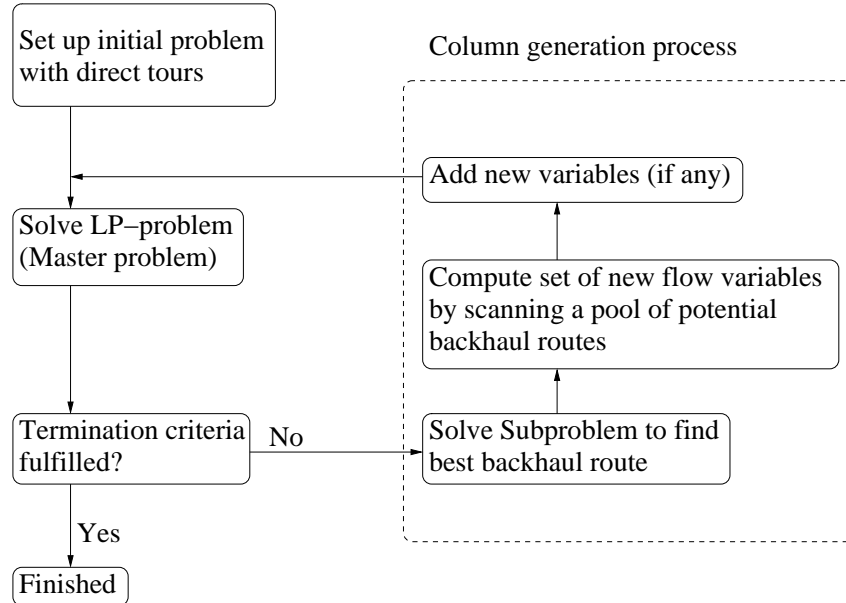 Set up initial problem
with direct tours
Column generation process
Add new variables (if any)
Solve LP−problem
(Master problem)
Compute set of new flow variables
by scanning a pool of potential
backhaul routes
Termination criteria
fulfilled?
No
Solve Subproblem to find
best backhaul route
Yes
Finished